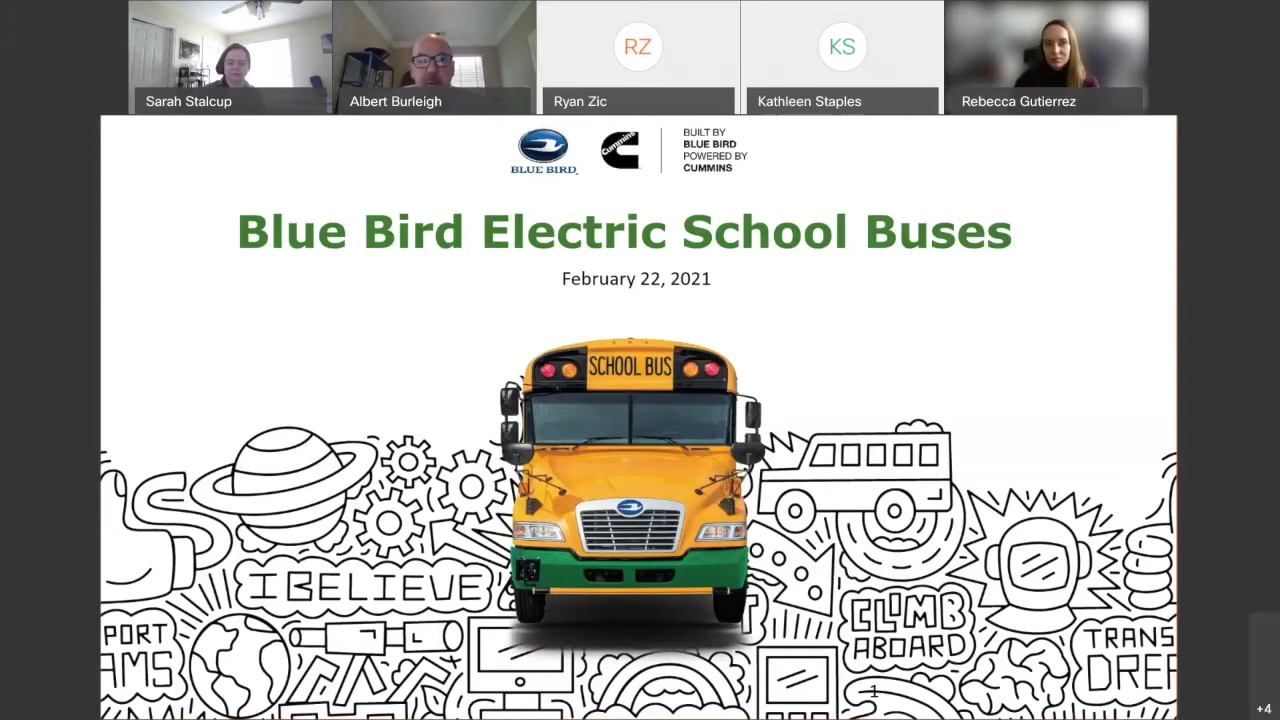 RZ
KS
Sarah Stalcup
Albert Burleigh
Ryan Zic
Kathleen Staples
Rebecca Gutierrez
BLUE BIRD
Cummins
BUILT BY
BLUE BIRD
POWERED BY
CUMMINS
Blue Bird Electric School Buses
February 22, 2021
SCHOOL BUS
I BELIEVE
CLIMB
ABOARD
PORT
AMS
TRANS
DREA
1
+4